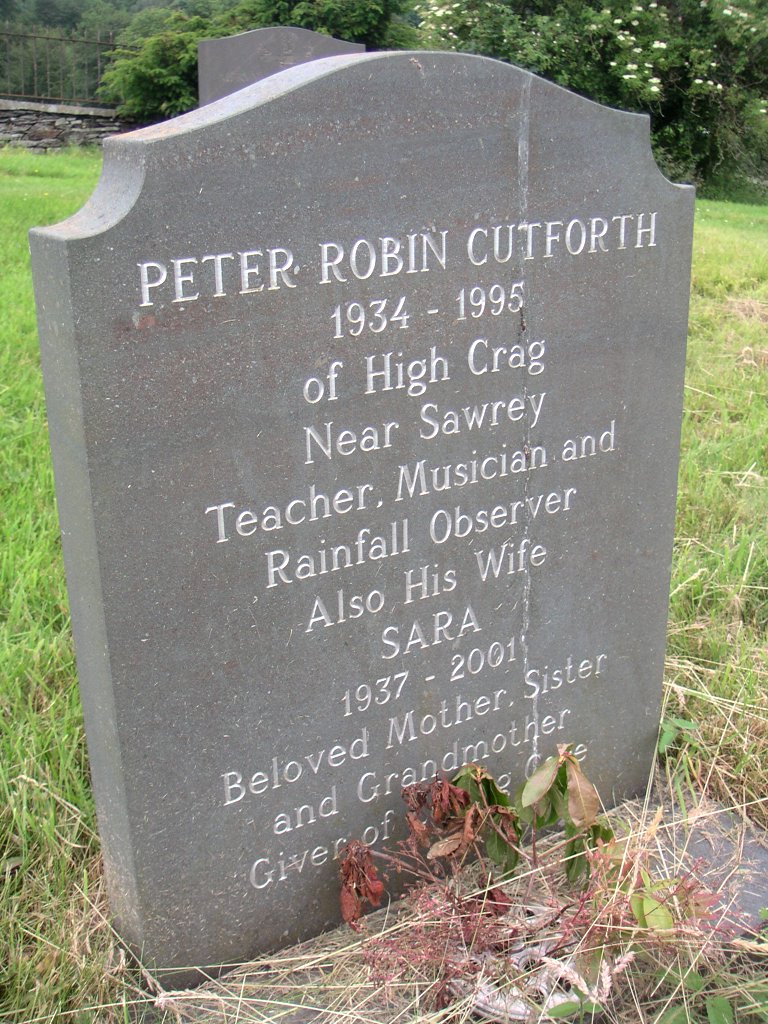 PETER ROBIN CUTFORTH
1934 - 1995
of High Crag
Near Sawrey
Teacher, Musician and
Rainfall Observer
Also His Wife
SARA
1937 - 2001
Beloved Mother, Sister
and Grandmother
Giver of